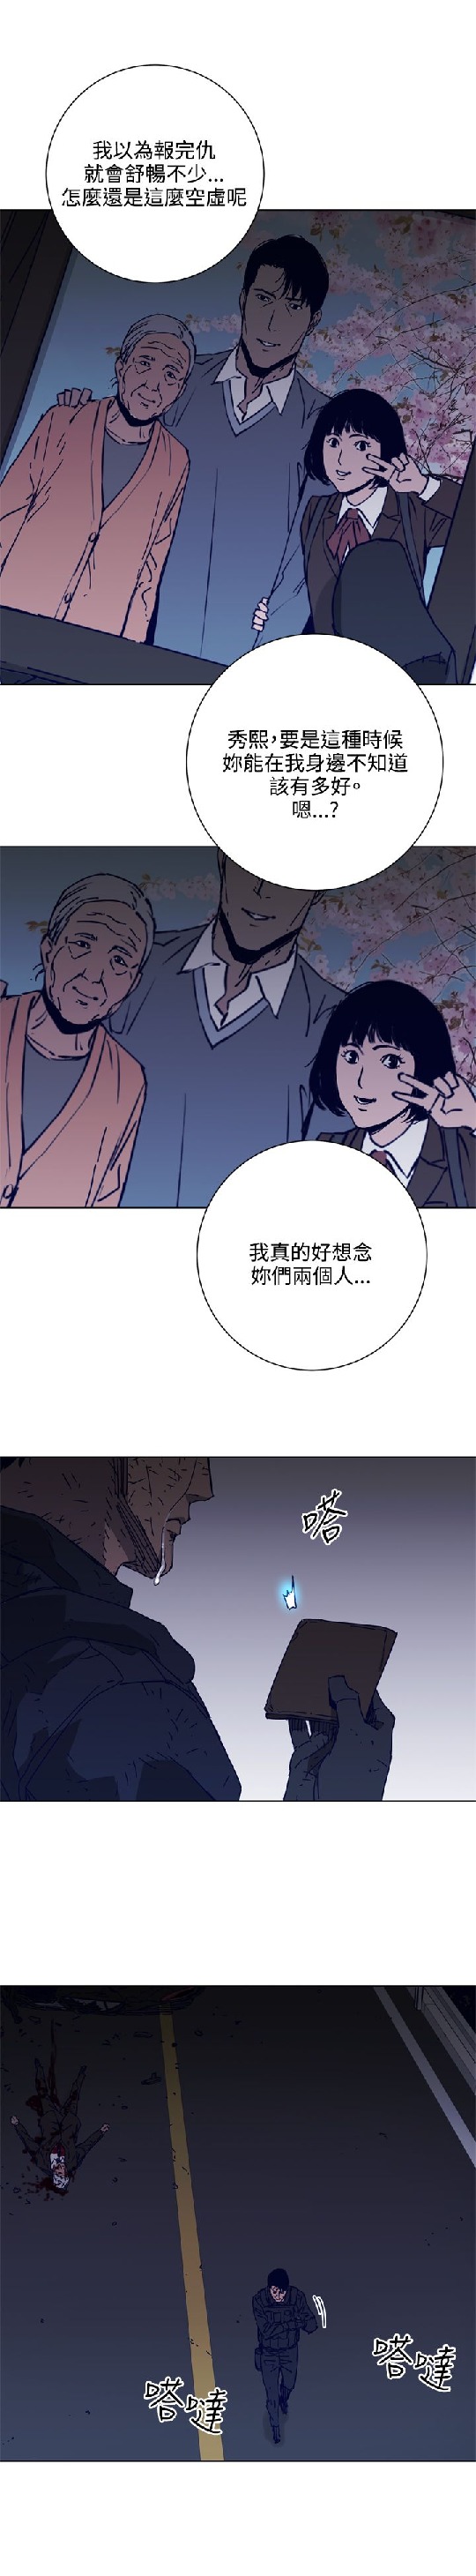 我以為報完仇
就會舒暢不少...
怎麼還是這麼空虛呢
秀熙，要是這種時候
妳能在我身邊不知道
該有多好。
嗯...?
我真的好想念
妳們兩個人...
嗒
嗒噠
嗒噠